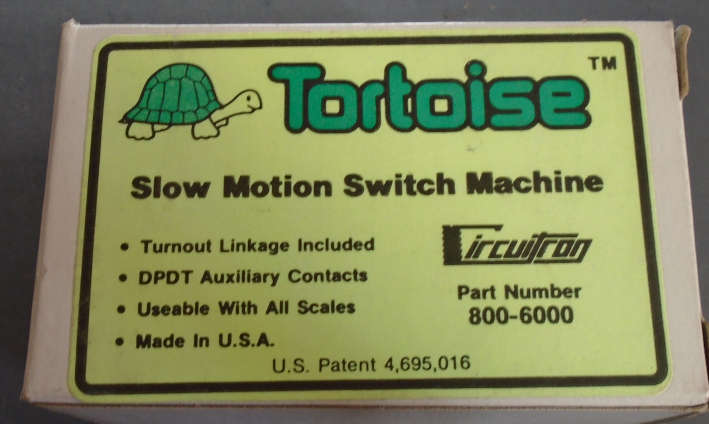 Tortoise™
Slow Motion Switch Machine
• Turnout Linkage Included
• DPDT Auxiliary Contacts
• Useable With All Scales
• Made In U.S.A.
Circuitron
Part Number
800-6000
U.S. Patent 4,695,016